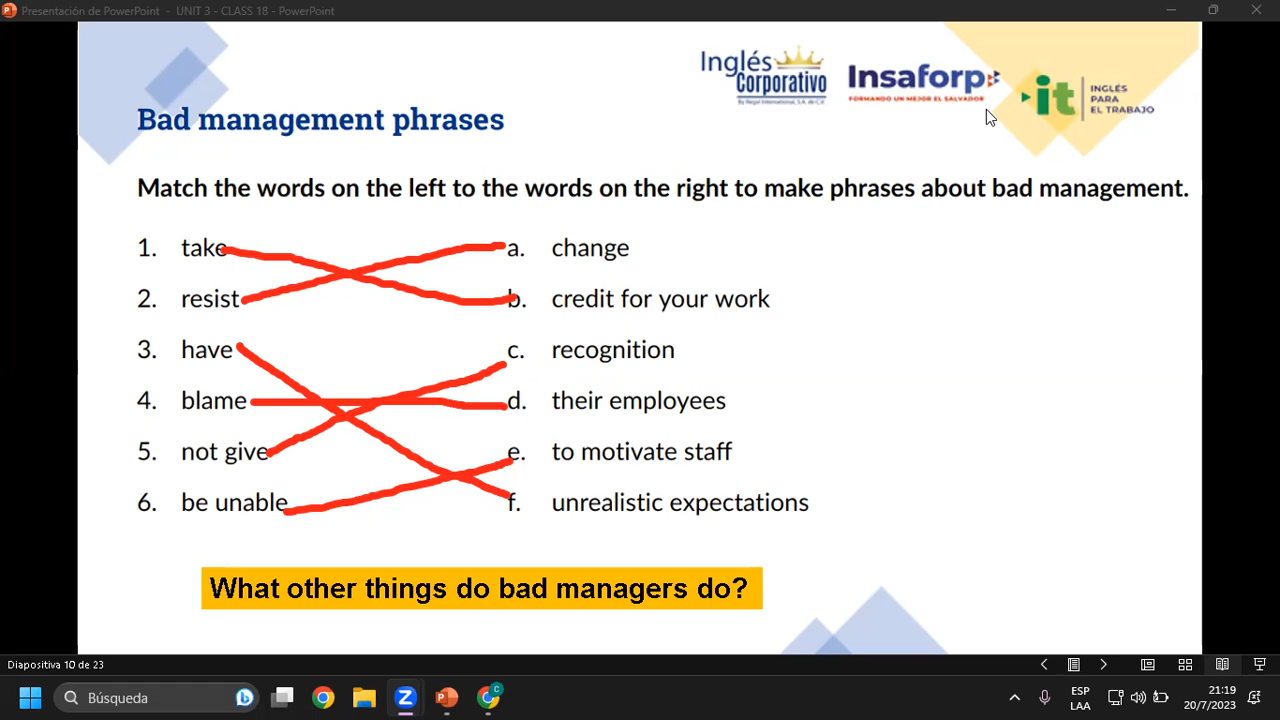 Presentación de PowerPoint - UNIT 3 - CLASS 18 - PowerPoint
Inglés
Corporativo
By Regal International, S.A. de C.V.
Insaforp
FORMANDO UN MEJOR EL SALVADOR
it
INGLÉS
PARA
EL TRABAJO
Bad management phrases
Match the words on the left to the words on the right to make phrases about bad management.
1. take a. change
2. resist b. credit for your work
3. have c. recognition
4. blame d. their employees
5. not give e. to motivate staff
6. be unable f. unrealistic expectations
What other things do bad managers do?
Diapositiva 10 de 23
Búsqueda
ESP
LAA
21:19
20/7/2023